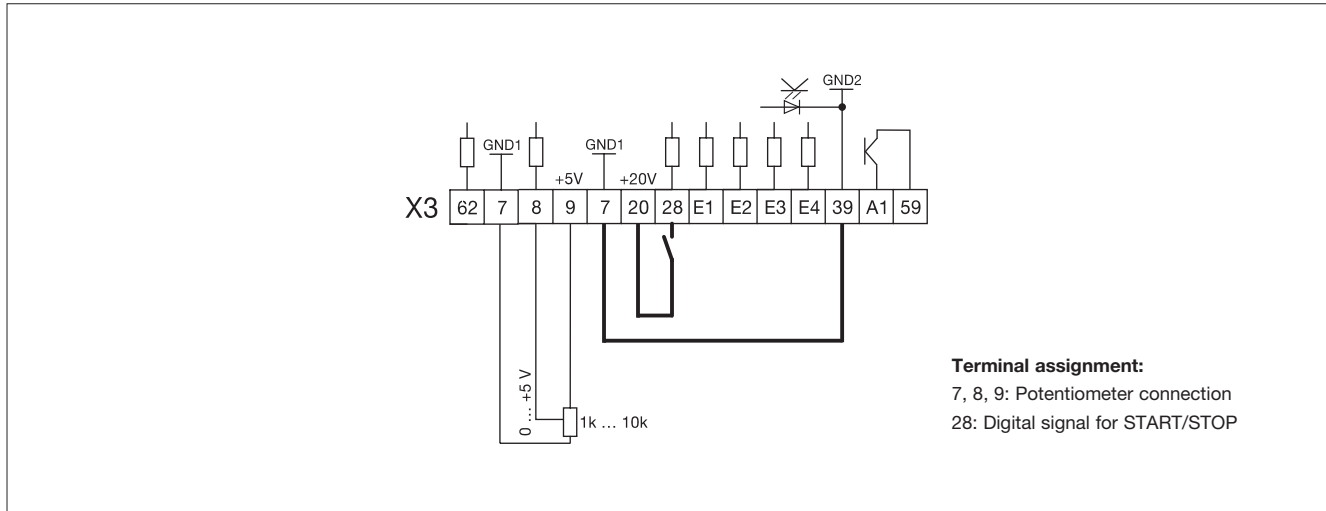 GND2
GND1
GND1
+5V
+20V
X3 62 7 8 9 7 20 28 E1 E2 E3 E4 39 A1 59
0 … +5 V
1k … 10k
Terminal assignment:
7, 8, 9: Potentiometer connection
28: Digital signal for START/STOP